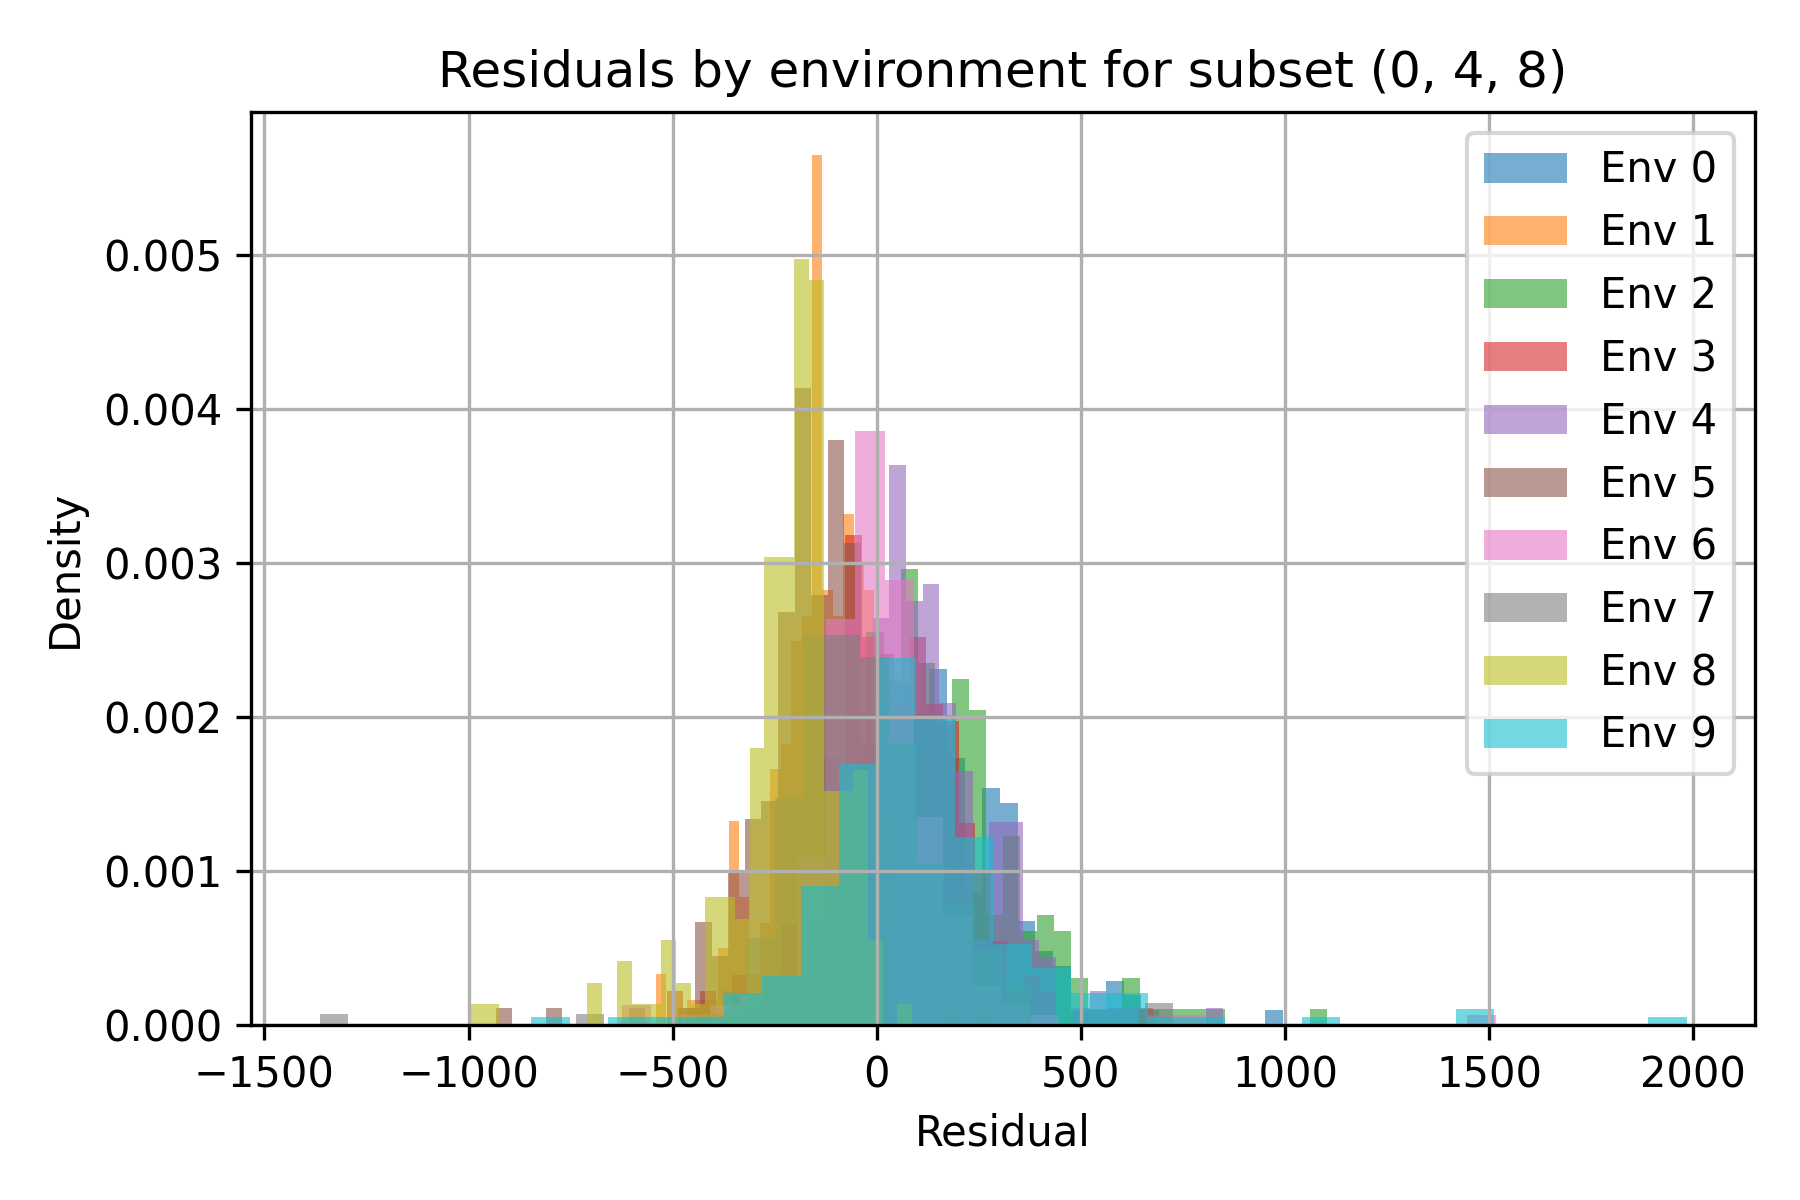 Residuals by environment for subset (0, 4, 8)
Env 0
Env 1
Env 2
Env 3
Env 4
Env 5
Env 6
Env 7
Env 8
Env 9
Density
0.005
0.004
0.003
0.002
0.001
0.000
−1500 −1000 −500 0 500 1000 1500 2000
Residual